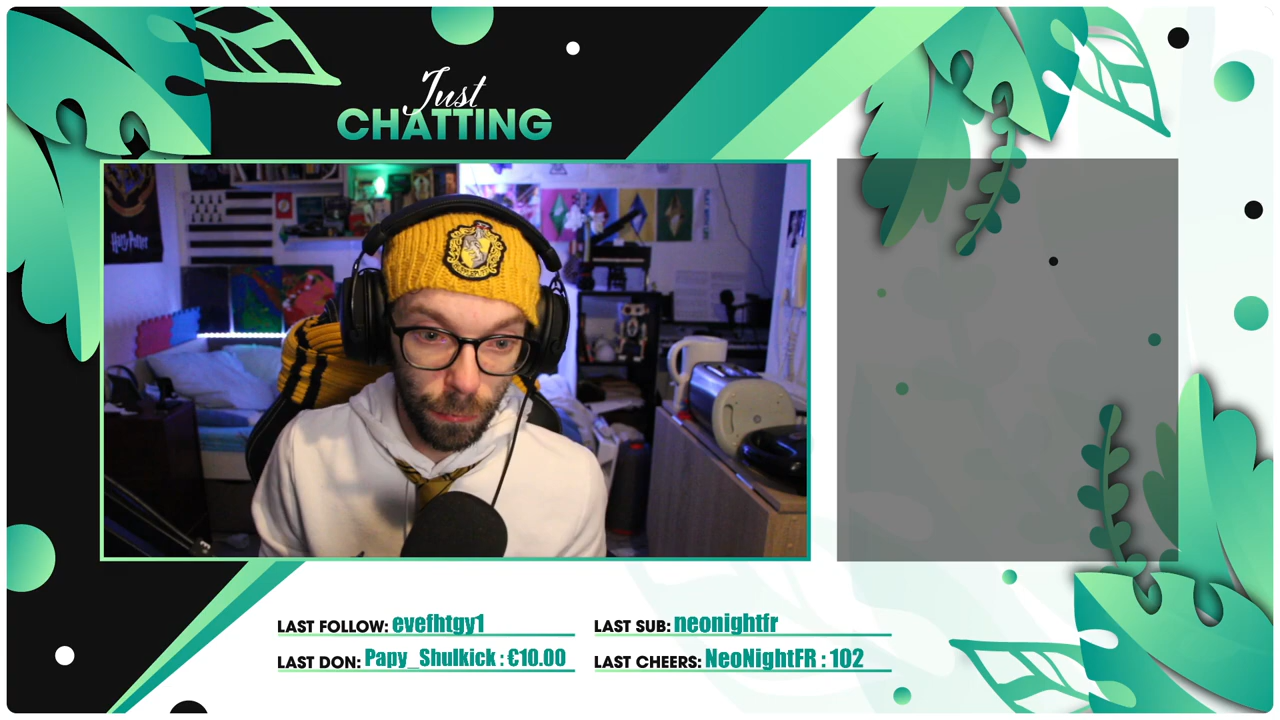 Just
CHATTING
Harry Potter
LAST FOLLOW: evefhtgy1
LAST SUB: neonightfr
LAST DON: Papy_Shulkick : €10.00
LAST CHEERS: NeoNightFR : 102